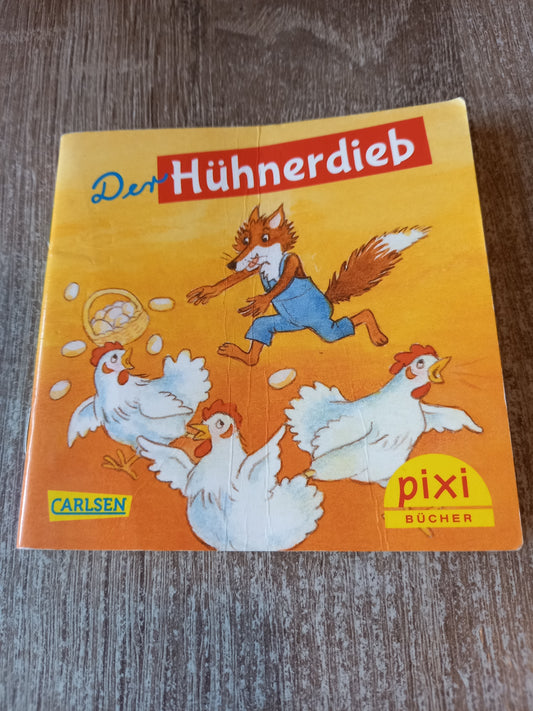 Der Hühnerdieb
CARLSEN
pixi
BÜCHER